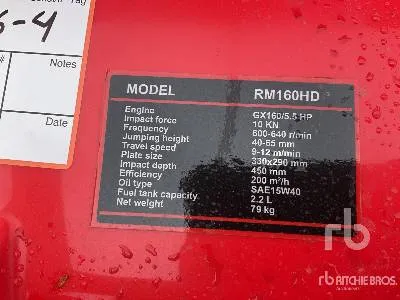 6-4
#
Notes
Date
MODEL RM160HD
Engine GX160/5.5 HP
Impact force 10 KN
Frequency 600-640 r/min
Jumping height 40-65 mm
Travel speed 9-12 m/min
Plate size 330x290 mm
Impact depth 450 mm
Efficiency 200 m²/h
Oil type SAE15W40
Fuel tank capacity 2.2 L
Net weight 79 kg
rb
rb RITCHIE BROS.